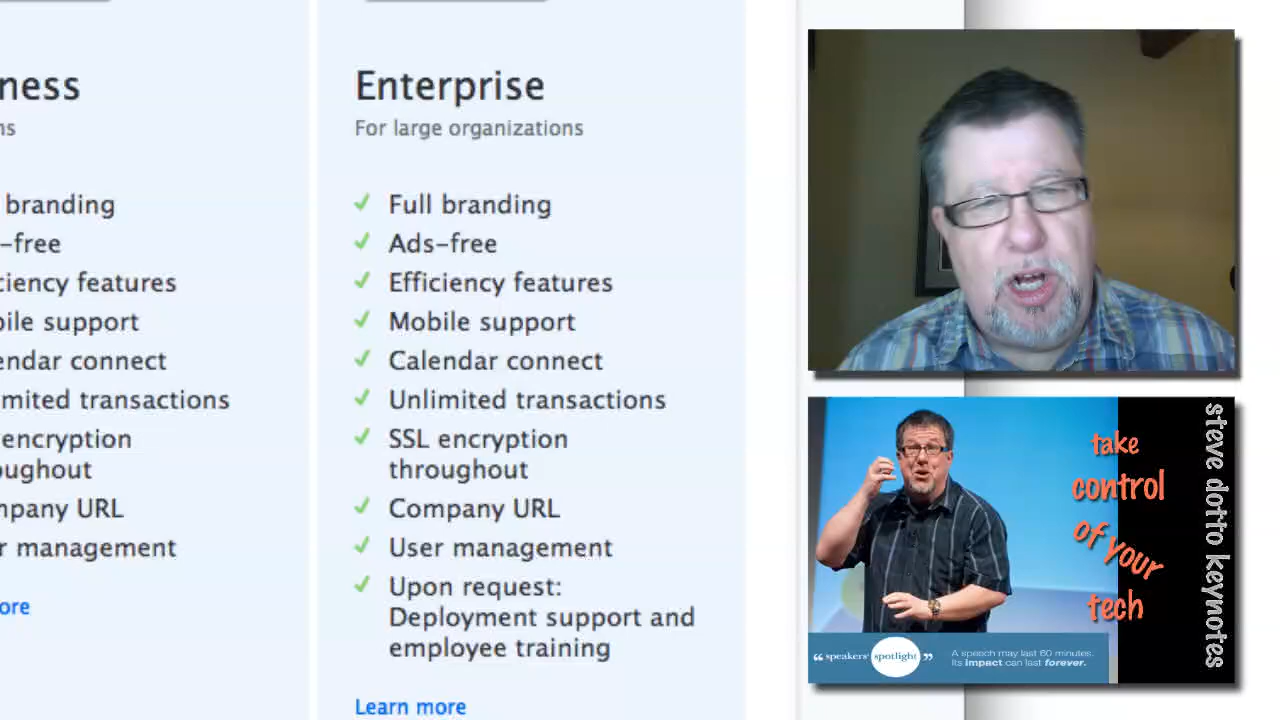 ness
ns
branding
-free
ciency features
bile support
endar connect
mited transactions
encryption
oughout
mpany URL
r management
ore
Enterprise
For large organizations
✓ Full branding
✓ Ads-free
✓ Efficiency features
✓ Mobile support
✓ Calendar connect
✓ Unlimited transactions
✓ SSL encryption
throughout
✓ Company URL
✓ User management
✓ Upon request:
Deployment support and
employee training
Learn more
take
control
of your
tech
steve dotto keynotes
“speakers' spotlight”
A speech may last 60 minutes.
Its impact can last forever.